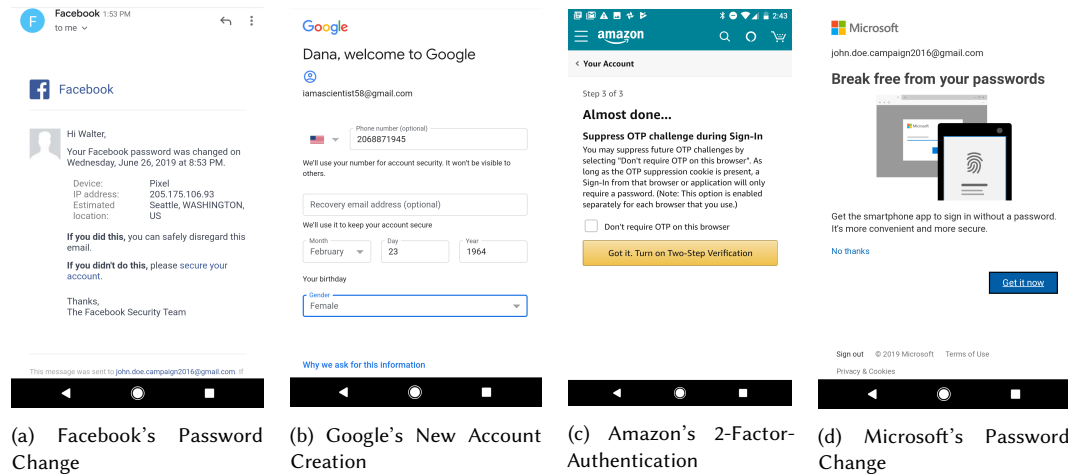 F
Facebook 1:53 PM
to me
Facebook
Hi Walter,
Your Facebook password was changed on
Wednesday, June 26, 2019 at 8:53 PM.
Device: Pixel
IP address: 205.175.106.93
Estimated Seattle, WASHINGTON,
location: US
If you did this, you can safely disregard this
email.
If you didn't do this, please secure your
account.
Thanks,
The Facebook Security Team
This message was sent to john.doe.campaign2016@gmail.com. If
(a) Facebook's Password
Change
Google
Dana, welcome to Google
iamascientist58@gmail.com
Phone number (optional)
2068871945
We'll use your number for account security. It won't be visible to
others.
Recovery email address (optional)
We'll use it to keep your account secure
Month Day Year
February 23 1964
Your birthday
Gender
Female
Why we ask for this information
(b) Google's New Account
Creation
2:43
amazon
< Your Account
Step 3 of 3
Almost done...
Suppress OTP challenge during Sign-In
You may suppress future OTP challenges by
selecting "Don't require OTP on this browser". As
long as the OTP suppression cookie is present, a
Sign-In from that browser or application will only
require a password. (Note: This option is enabled
separately for each browser that you use.)
Don't require OTP on this browser
Got it. Turn on Two-Step Verification
(c) Amazon's 2-Factor-
Authentication
Microsoft
john.doe.campaign2016@gmail.com
Break free from your passwords
Microsoft
Get the smartphone app to sign in without a password.
It's more convenient and more secure.
No thanks
Get it now
Sign out © 2019 Microsoft Terms of Use
Privacy & Cookies
(d) Microsoft's Password
Change